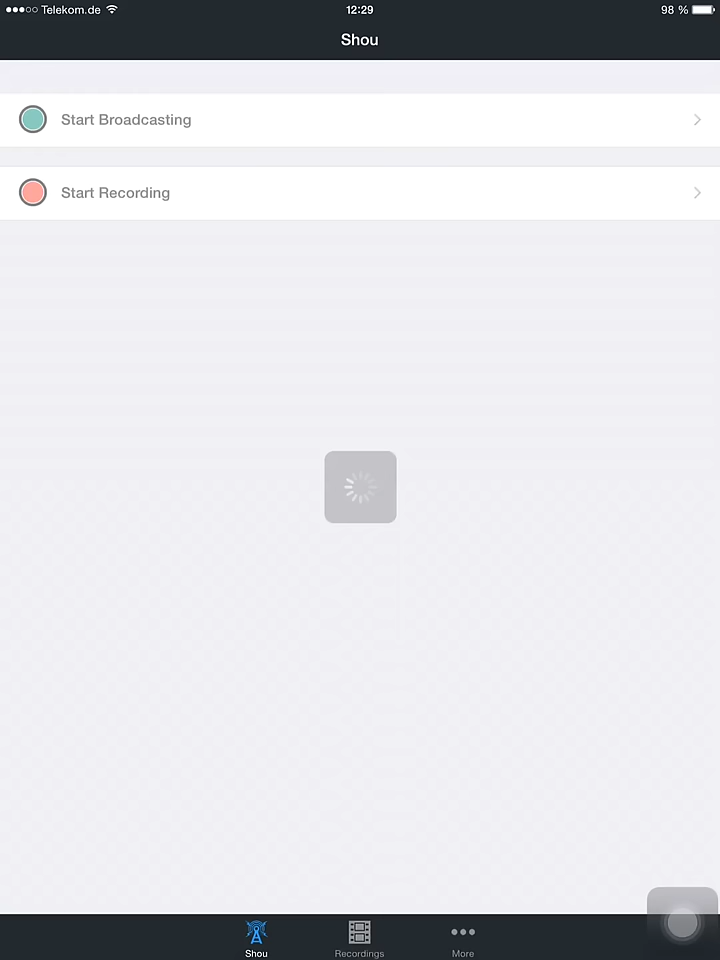 Telekom.de 12:29 98 %
Shou
Start Broadcasting
Start Recording
Shou Recordings More